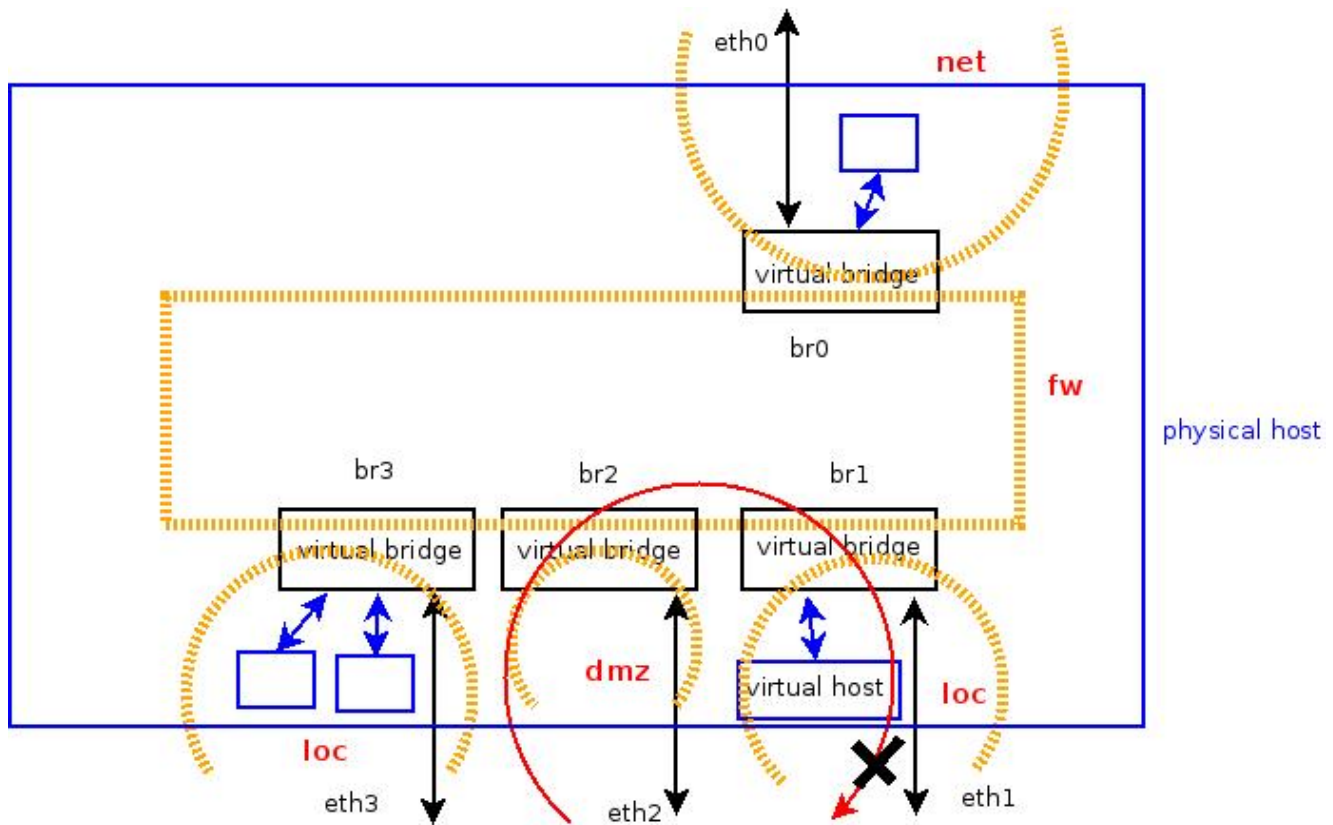 eth0
net
virtual bridge
br0
fw
physical host
br3
br2
br1
virtual bridge
virtual bridge
virtual bridge
dmz
virtual host
loc
loc
eth3
eth2
eth1